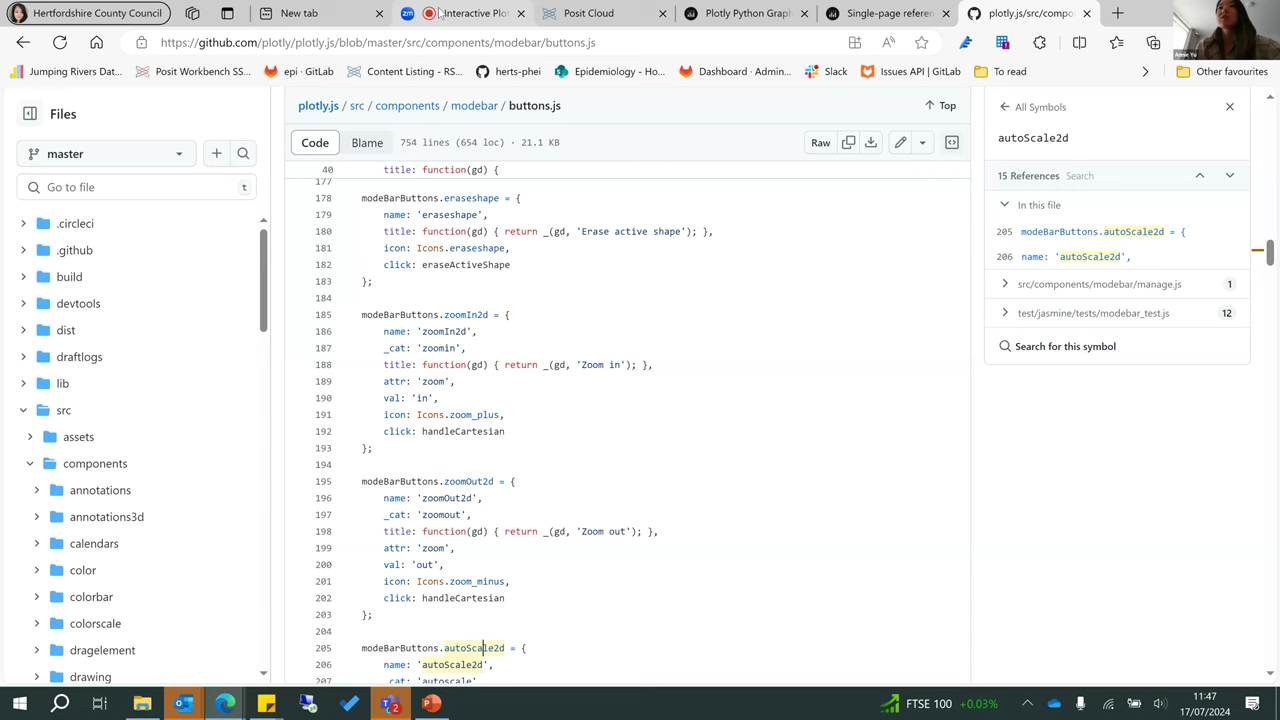 Hertfordshire County Council
New tab
Interactive Plo
Posit Cloud
Plotly Python Graph
Single-page refere
plotly.js/src/comp
https://github.com/plotly/plotly.js/blob/master/src/components/modebar/buttons.js
Annie Yu
Jumping Rivers Dat...
Posit Workbench SS...
epi · GitLab
Content Listing - RS...
herts-phei
Epidemiology - Ho...
Dashboard · Admin...
Slack
Issues API | GitLab
To read
Other favourites
Files
master
Go to file
t
.circleci
.github
build
devtools
dist
draftlogs
lib
src
assets
components
annotations
annotations3d
calendars
color
colorbar
colorscale
dragelement
drawing
plotly.js / src / components / modebar / buttons.js
Top
Code
Blame
754 lines (654 loc) · 21.1 KB
Raw
40 title: function(gd) {
177
178 modeBarButtons.eraseshape = {
179 name: 'eraseshape',
180 title: function(gd) { return _(gd, 'Erase active shape'); },
181 icon: Icons.eraseshape,
182 click: eraseActiveShape
183 };
184
185 modeBarButtons.zoomIn2d = {
186 name: 'zoomIn2d',
187 _cat: 'zoomin',
188 title: function(gd) { return _(gd, 'Zoom in'); },
189 attr: 'zoom',
190 val: 'in',
191 icon: Icons.zoom_plus,
192 click: handleCartesian
193 };
194
195 modeBarButtons.zoomOut2d = {
196 name: 'zoomOut2d',
197 _cat: 'zoomout',
198 title: function(gd) { return _(gd, 'Zoom out'); },
199 attr: 'zoom',
200 val: 'out',
201 icon: Icons.zoom_minus,
202 click: handleCartesian
203 };
204
205 modeBarButtons.autoScale2d = {
206 name: 'autoScale2d',
207 _cat: 'autoscale',
All Symbols
autoScale2d
15 References Search
In this file
205 modeBarButtons.autoScale2d = {
206 name: 'autoScale2d',
src/components/modebar/manage.js 1
test/jasmine/tests/modebar_test.js 12
Search for this symbol
FTSE 100 +0.03%
11:47
17/07/2024